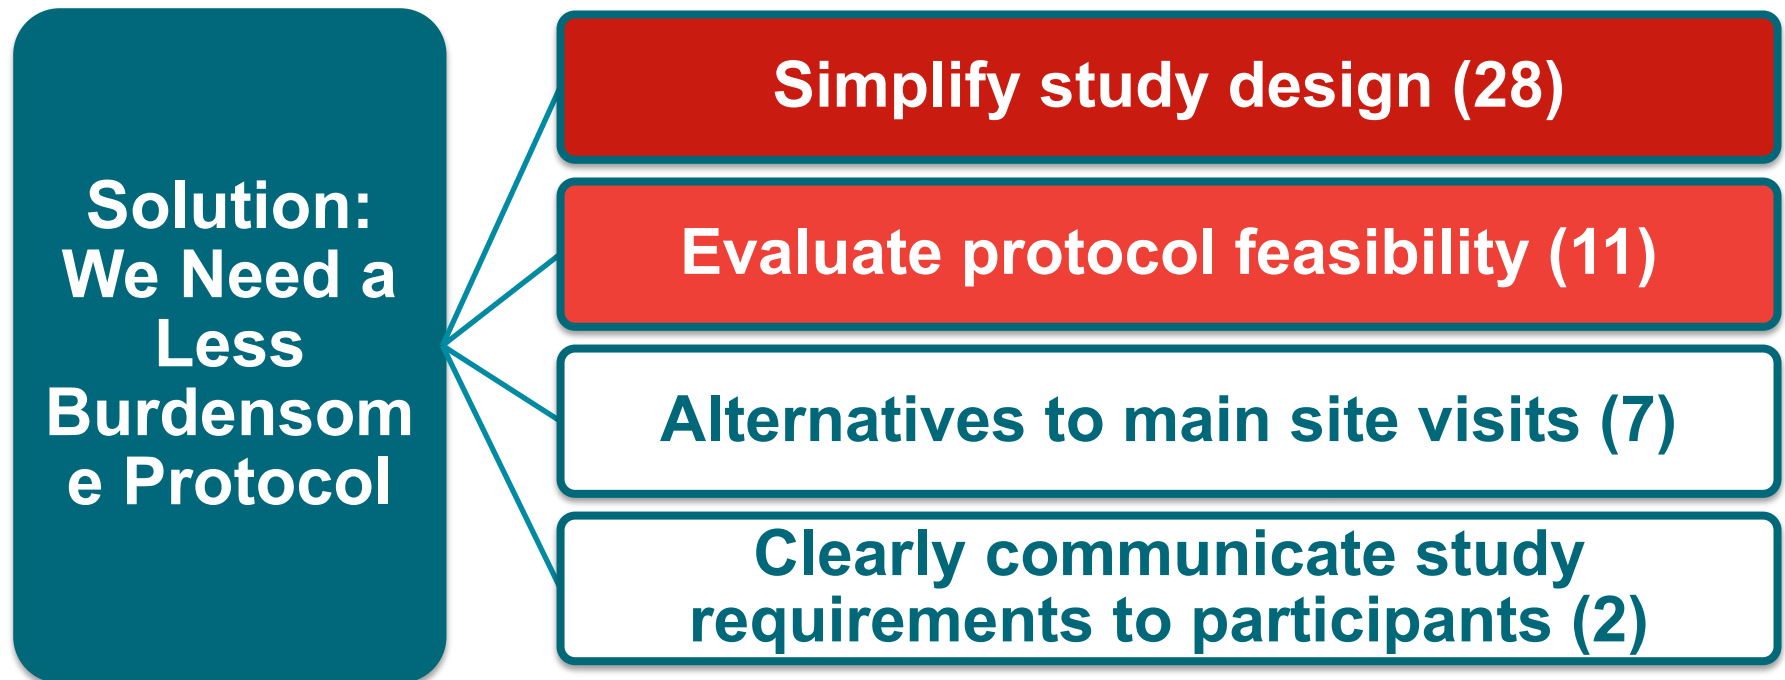 Solution:
We Need a
Less
Burdensom
e Protocol
Simplify study design (28)
Evaluate protocol feasibility (11)
Alternatives to main site visits (7)
Clearly communicate study
requirements to participants (2)